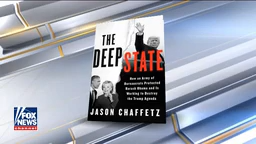 THE
DEEP
STATE
How an Army of
Bureaucrats Protected
Barack Obama and Is
Working to Destroy
the Trump Agenda
JASON CHAFFETZ
FOX
NEWS
channel